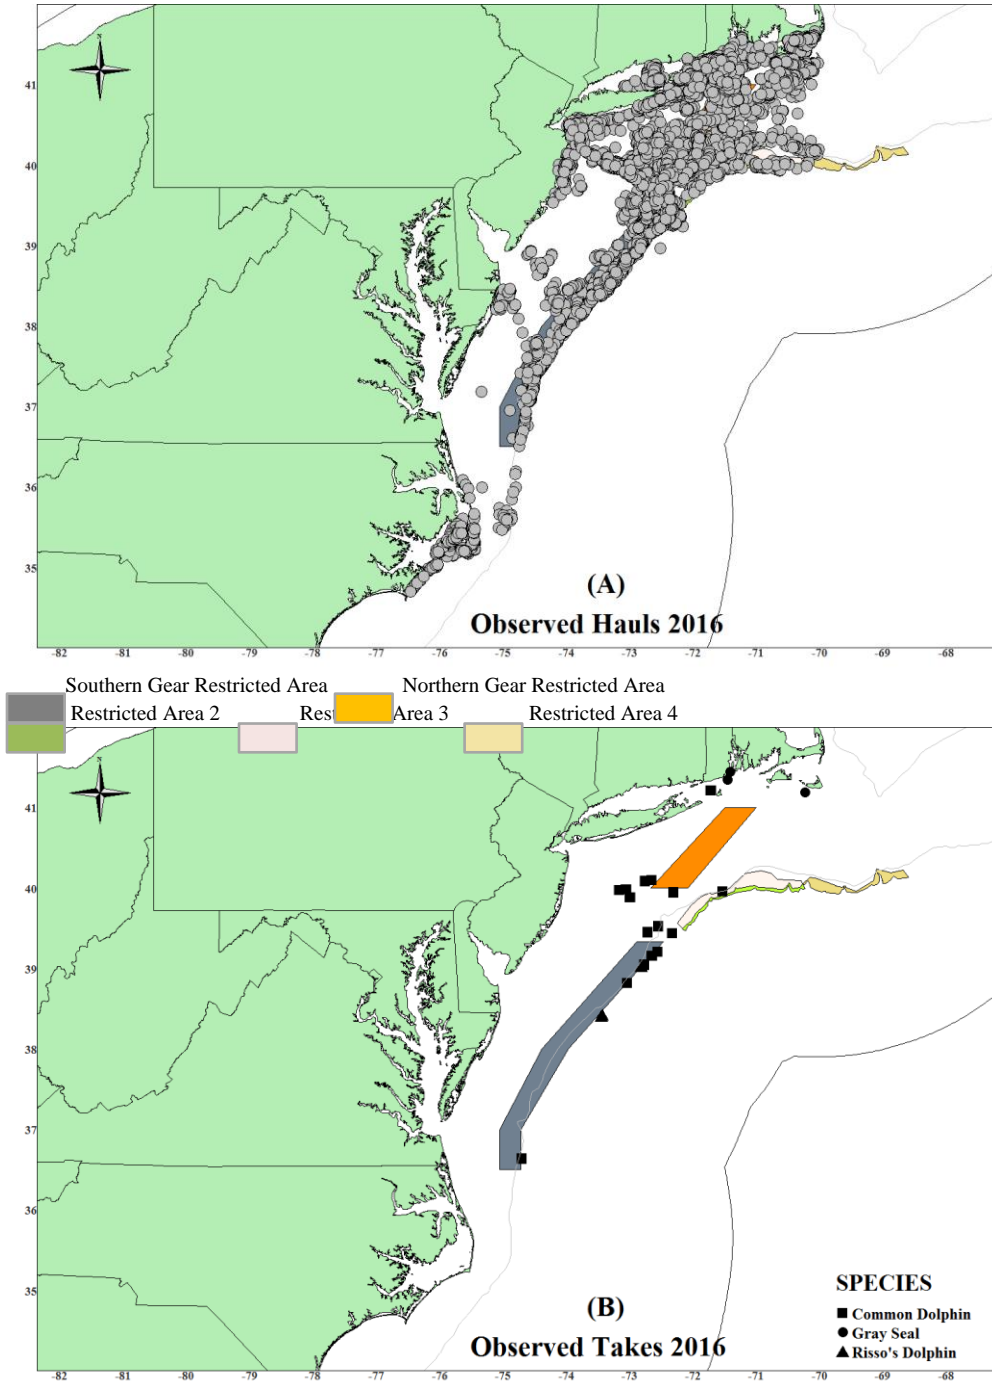 N
41
40
39
38
37
36
35
(A)
Observed Hauls 2016
-82 -81 -80 -79 -78 -77 -76 -75 -74 -73 -72 -71 -70 -69 -68 -67
Southern Gear Restricted Area Northern Gear Restricted Area
Restricted Area 2 Rest Area 3 Restricted Area 4
N
41
40
39
38
37
36
35
(B)
Observed Takes 2016
SPECIES
Common Dolphin
Gray Seal
Risso's Dolphin
-82 -81 -80 -79 -78 -77 -76 -75 -74 -73 -72 -71 -70 -69 -68 -67